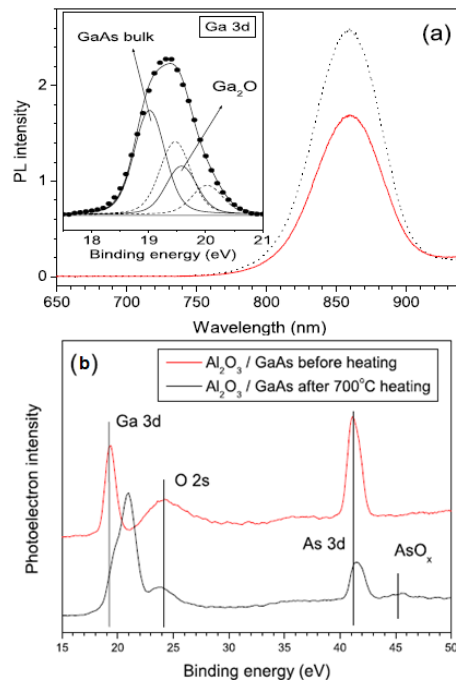 Ga 3d
(a)
GaAs bulk
Ga₂O
18 19 20 21
Binding energy (eV)
PL intensity
2
1
0
650 700 750 800 850 900
Wavelength (nm)
(b)
Al₂O₃ / GaAs before heating
Al₂O₃ / GaAs after 700°C heating
Ga 3d
O 2s
As 3d
AsOₓ
Photoelectron intensity
15 20 25 30 35 40 45 50
Binding energy (eV)